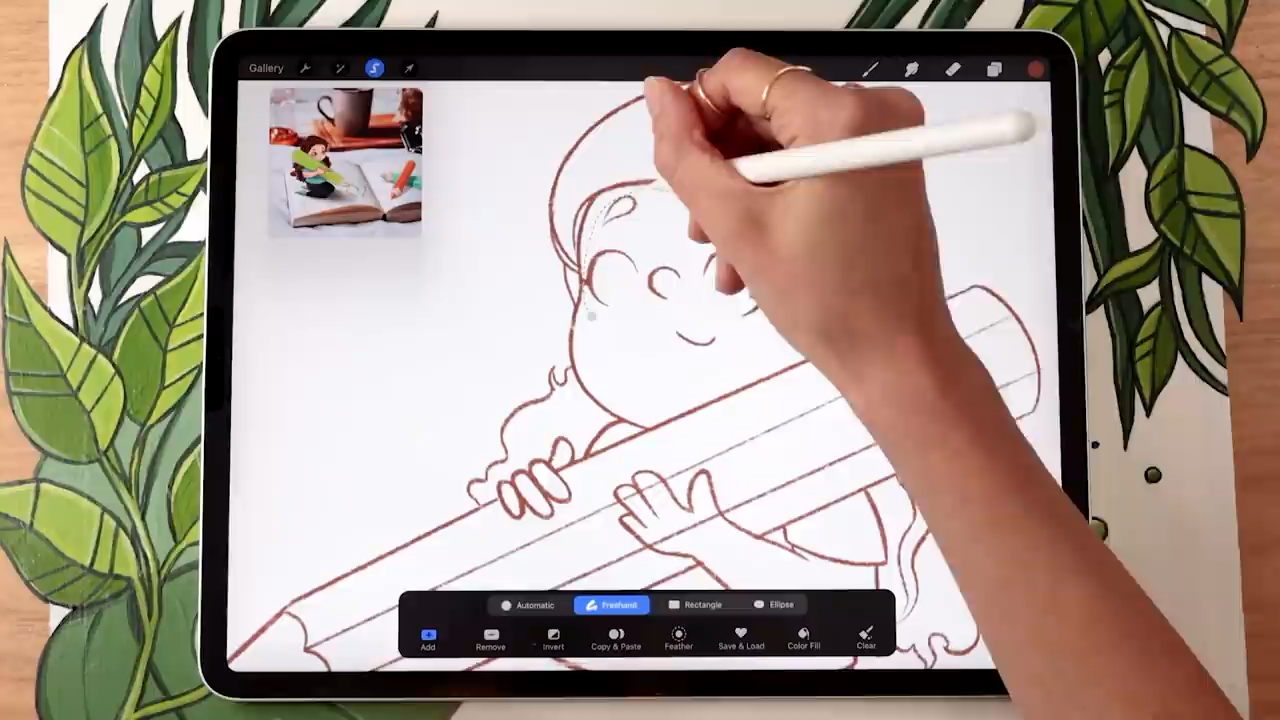 Gallery
Automatic Freehand Rectangle Ellipse
Add Remove Invert Copy & Paste Feather Save & Load Color Fill Clear